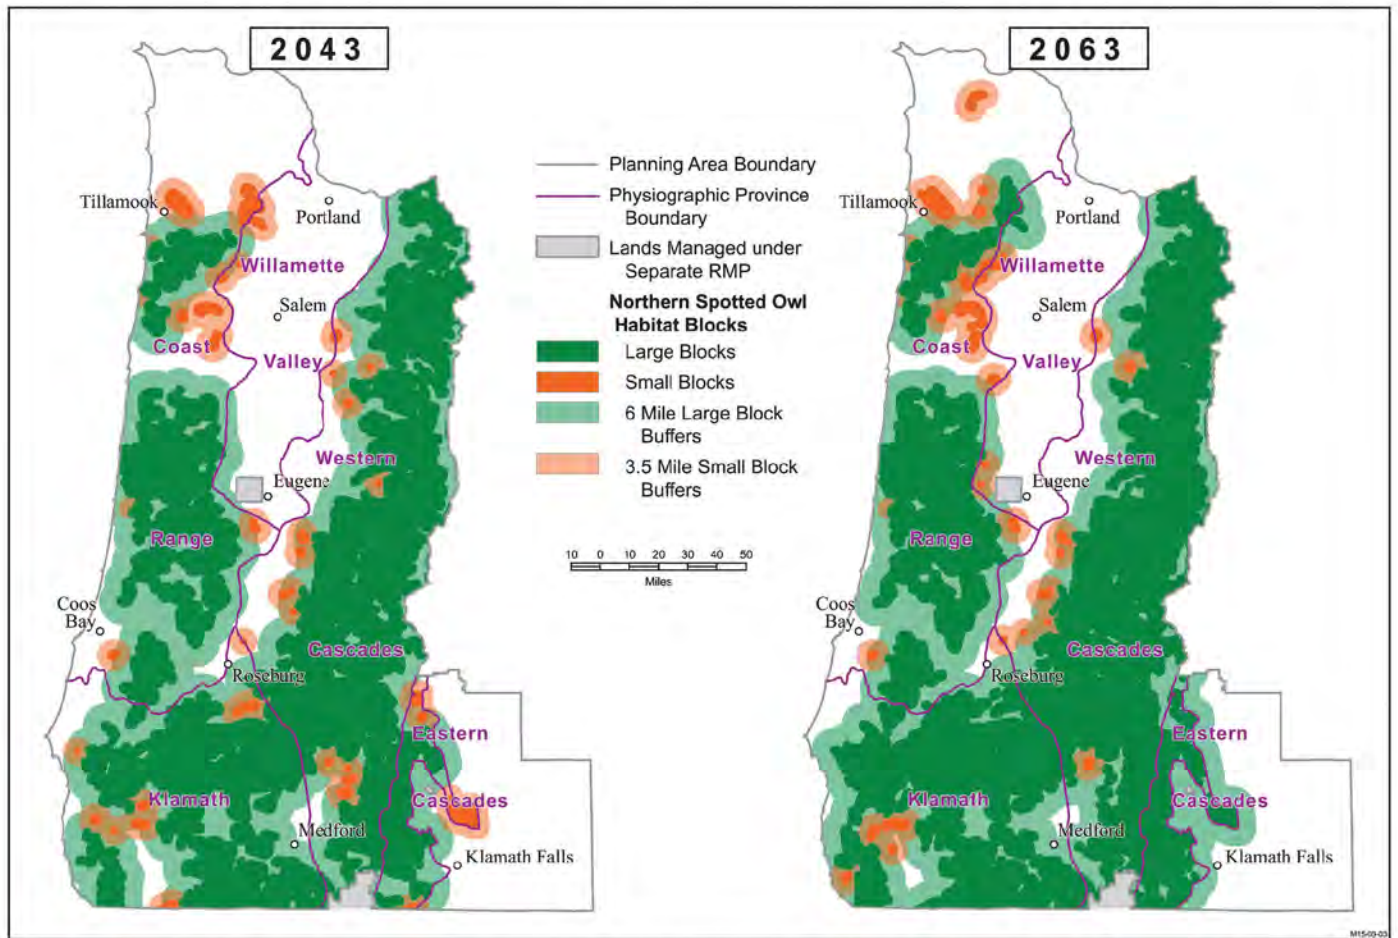 2043
Tillamook
Portland
Willamette
Salem
Coast
Valley
Western
Eugene
Range
Coos
Bay
Cascades
Roseburg
Eastern
Klamath
Cascades
Medford
Klamath Falls
Planning Area Boundary
Physiographic Province
Boundary
Lands Managed under
Separate RMP
Northern Spotted Owl
Habitat Blocks
Large Blocks
Small Blocks
6 Mile Large Block
Buffers
3.5 Mile Small Block
Buffers
10 0 10 20 30 40 50
Miles
2063
Tillamook
Portland
Willamette
Salem
Coast
Valley
Western
Eugene
Range
Coos
Bay
Cascades
Roseburg
Eastern
Klamath
Cascades
Medford
Klamath Falls
M15-09-03